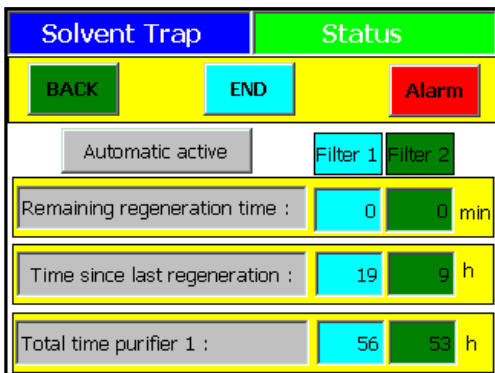 Solvent Trap Status
BACK END Alarm
Automatic active Filter 1 Filter 2
Remaining regeneration time : 0 0 min
Time since last regeneration : 19 9 h
Total time purifier 1 : 56 53 h